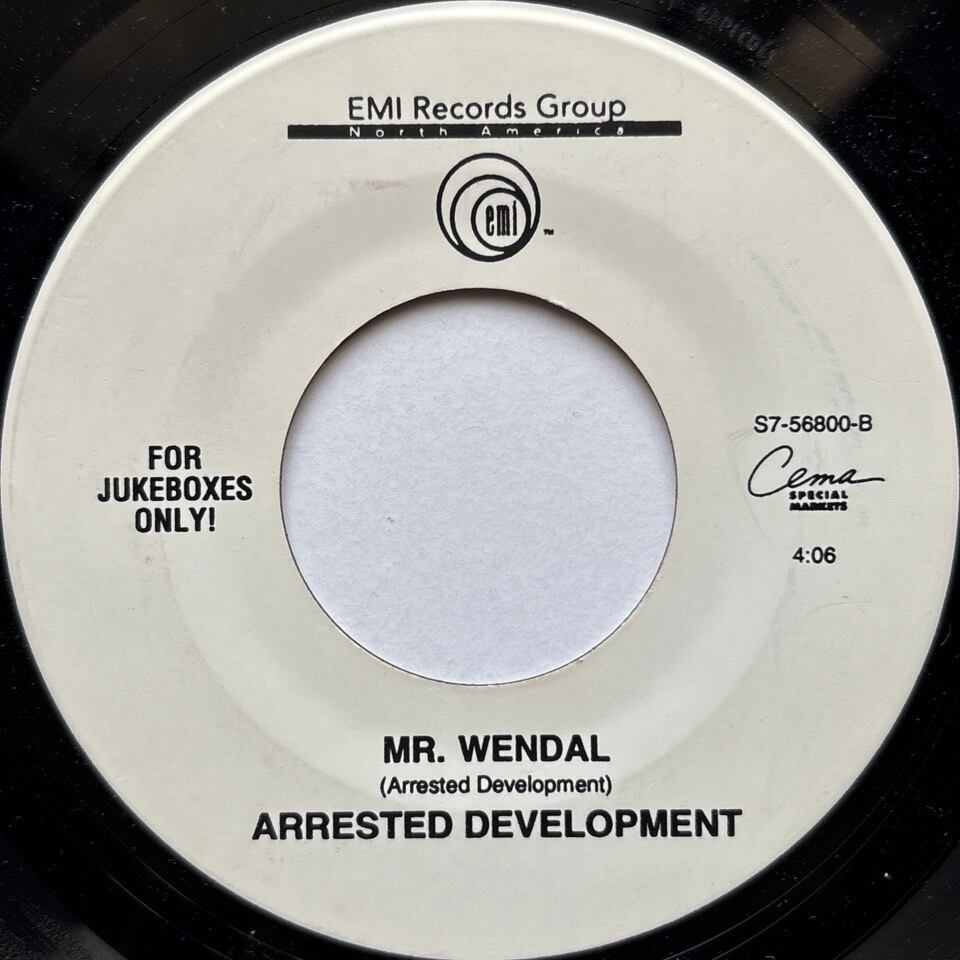 EMI Records Group
North America
emi
TM
FOR
JUKEBOXES
ONLY!
S7-56800-B
Cema
SPECIAL
MARKETS
4:06
MR. WENDAL
(Arrested Development)
ARRESTED DEVELOPMENT